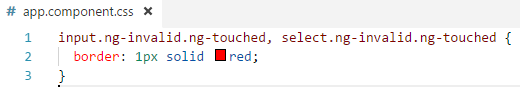 # app.component.css ×
1 input.ng-invalid.ng-touched, select.ng-invalid.ng-touched {
2 border: 1px solid red;
3 }